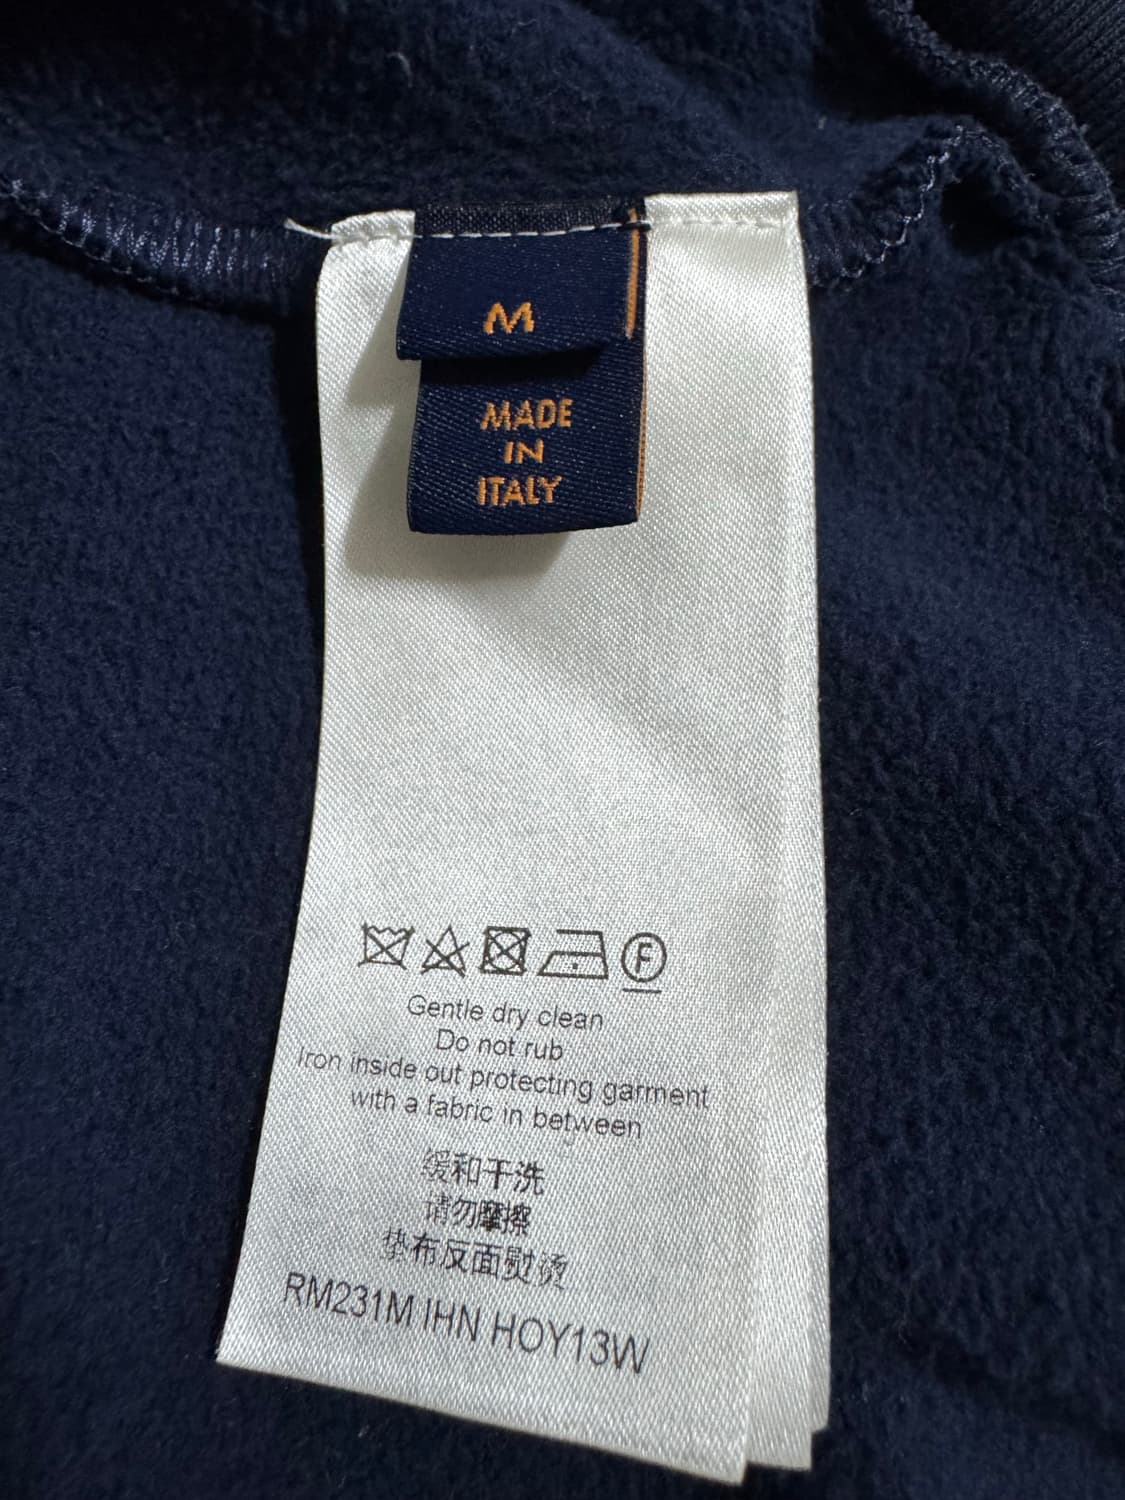 M
MADE
IN
ITALY
F
Gentle dry clean
Do not rub
Iron inside out protecting garment
with a fabric in between
缓和干洗
请勿摩擦
垫布反面熨烫
RM231M IHN HOY13W